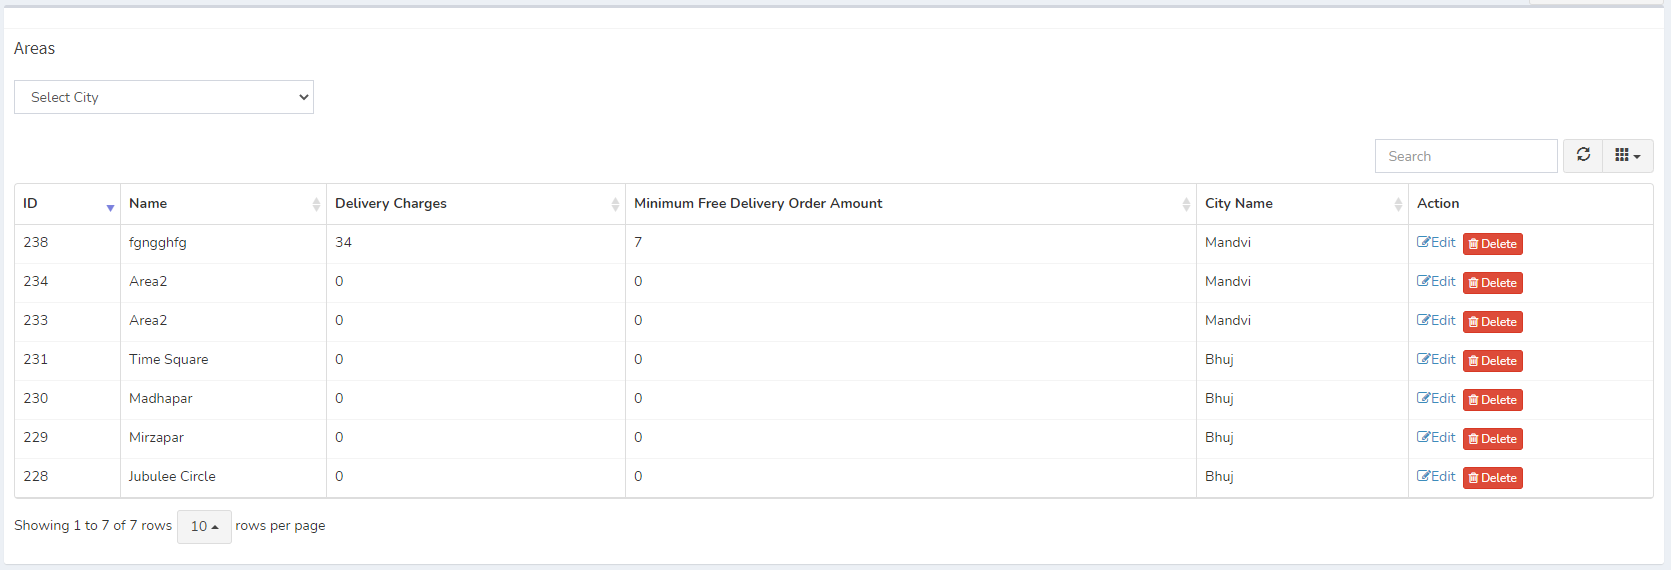 Areas
Select City
Search
ID Name Delivery Charges Minimum Free Delivery Order Amount City Name Action
238 fgngghfg 34 7 Mandvi Edit Delete
234 Area2 0 0 Mandvi Edit Delete
233 Area2 0 0 Mandvi Edit Delete
231 Time Square 0 0 Bhuj Edit Delete
230 Madhapar 0 0 Bhuj Edit Delete
229 Mirzapar 0 0 Bhuj Edit Delete
228 Jubulee Circle 0 0 Bhuj Edit Delete
Showing 1 to 7 of 7 rows 10 rows per page